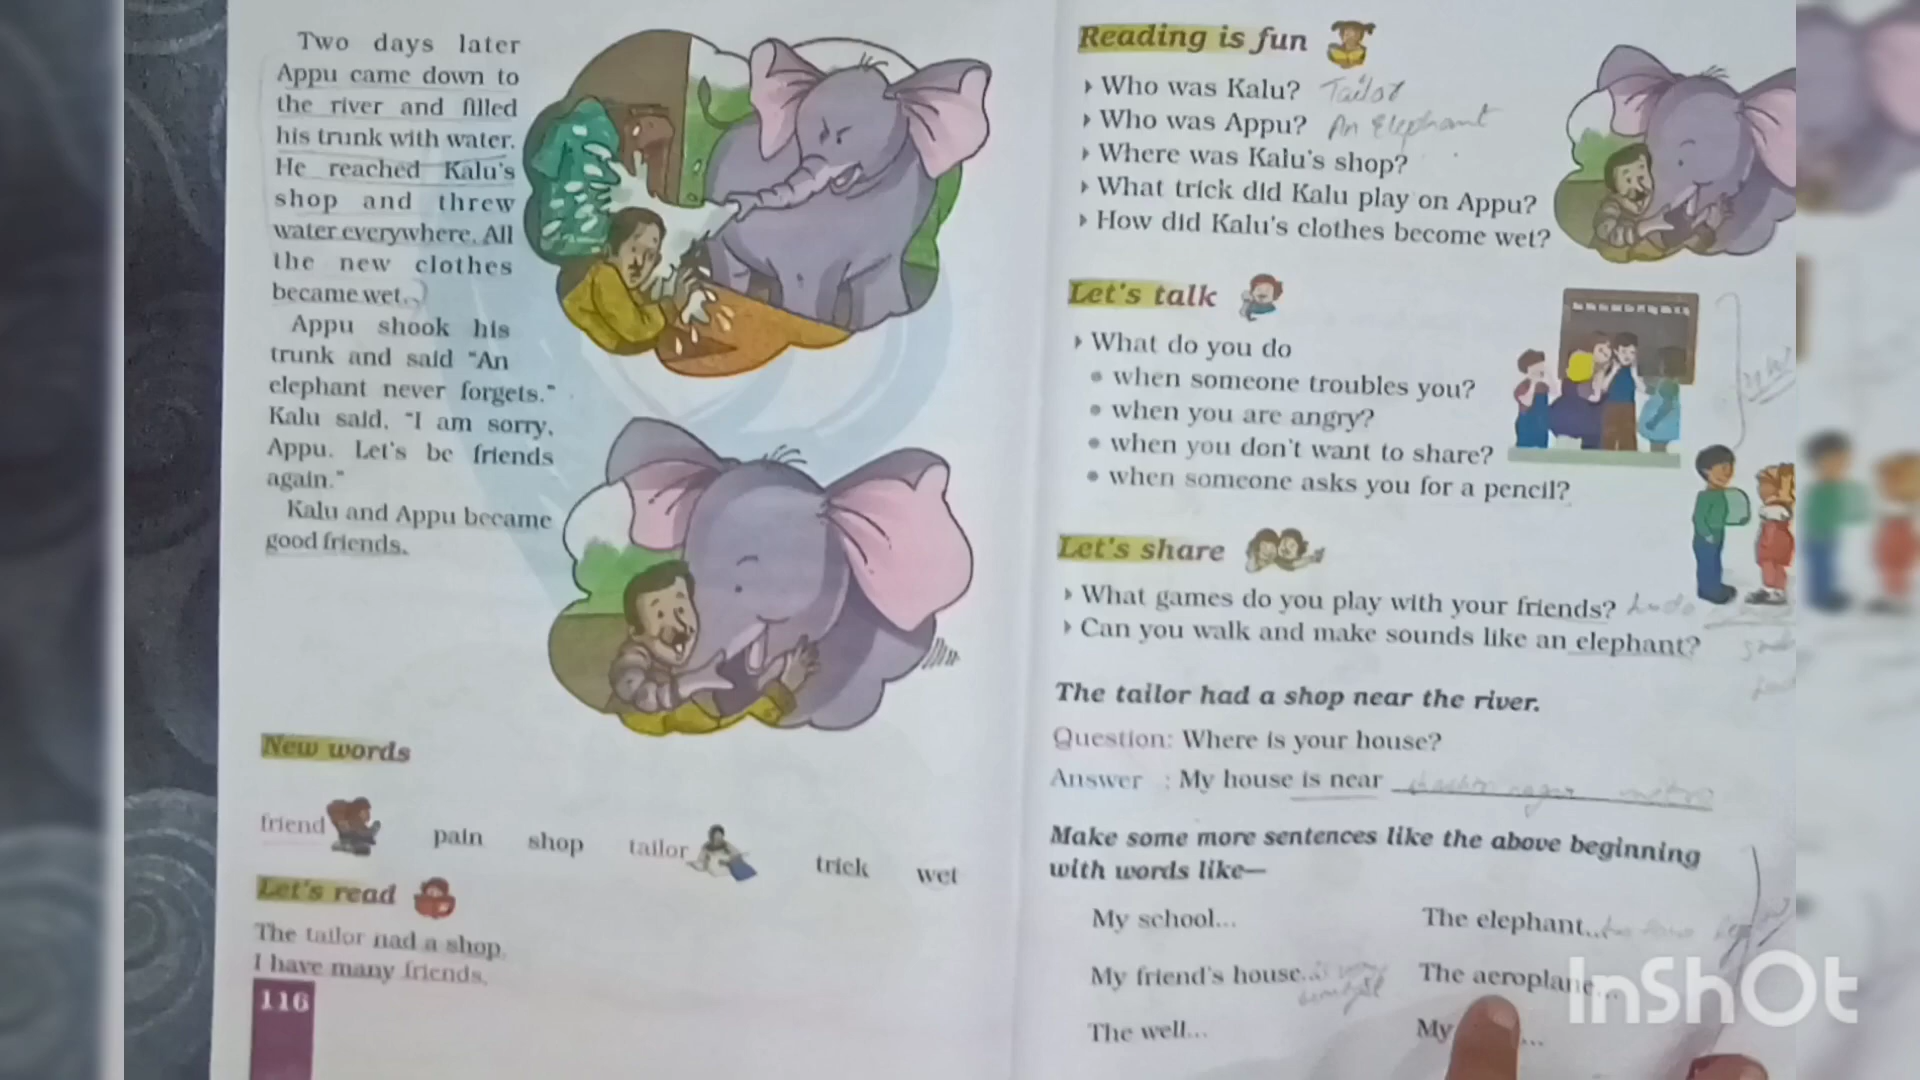 Two days later
Appu came down to
the river and filled
his trunk with water.
He reached Kalu's
shop and threw
water everywhere. All
the new clothes
became wet.
Appu shook his
trunk and said "An
elephant never forgets."
Kalu said, "I am sorry,
Appu. Let's be friends
again."
Kalu and Appu became
good friends.
New words
friend pain shop tailor trick wet
Let's read
The tailor had a shop.
I have many friends.
116
Reading is fun
Who was Kalu? Tailor
Who was Appu? An Elephant
Where was Kalu's shop?
What trick did Kalu play on Appu?
How did Kalu's clothes become wet?
Let's talk
What do you do
when someone troubles you?
when you are angry?
when you don't want to share?
when someone asks you for a pencil?
Let's share
What games do you play with your friends? Ludo
Can you walk and make sounds like an elephant?
The tailor had a shop near the river.
Question: Where is your house?
Answer : My house is near
Make some more sentences like the above beginning
with words like—
My school... The elephant...
My friend's house... The aeroplane...
The well... My ...
InShOt